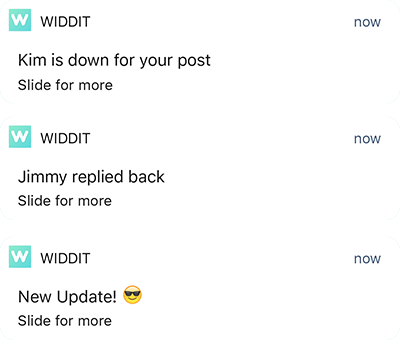 W WIDDIT now
Kim is down for your post
Slide for more
W WIDDIT now
Jimmy replied back
Slide for more
W WIDDIT now
New Update! 😎
Slide for more